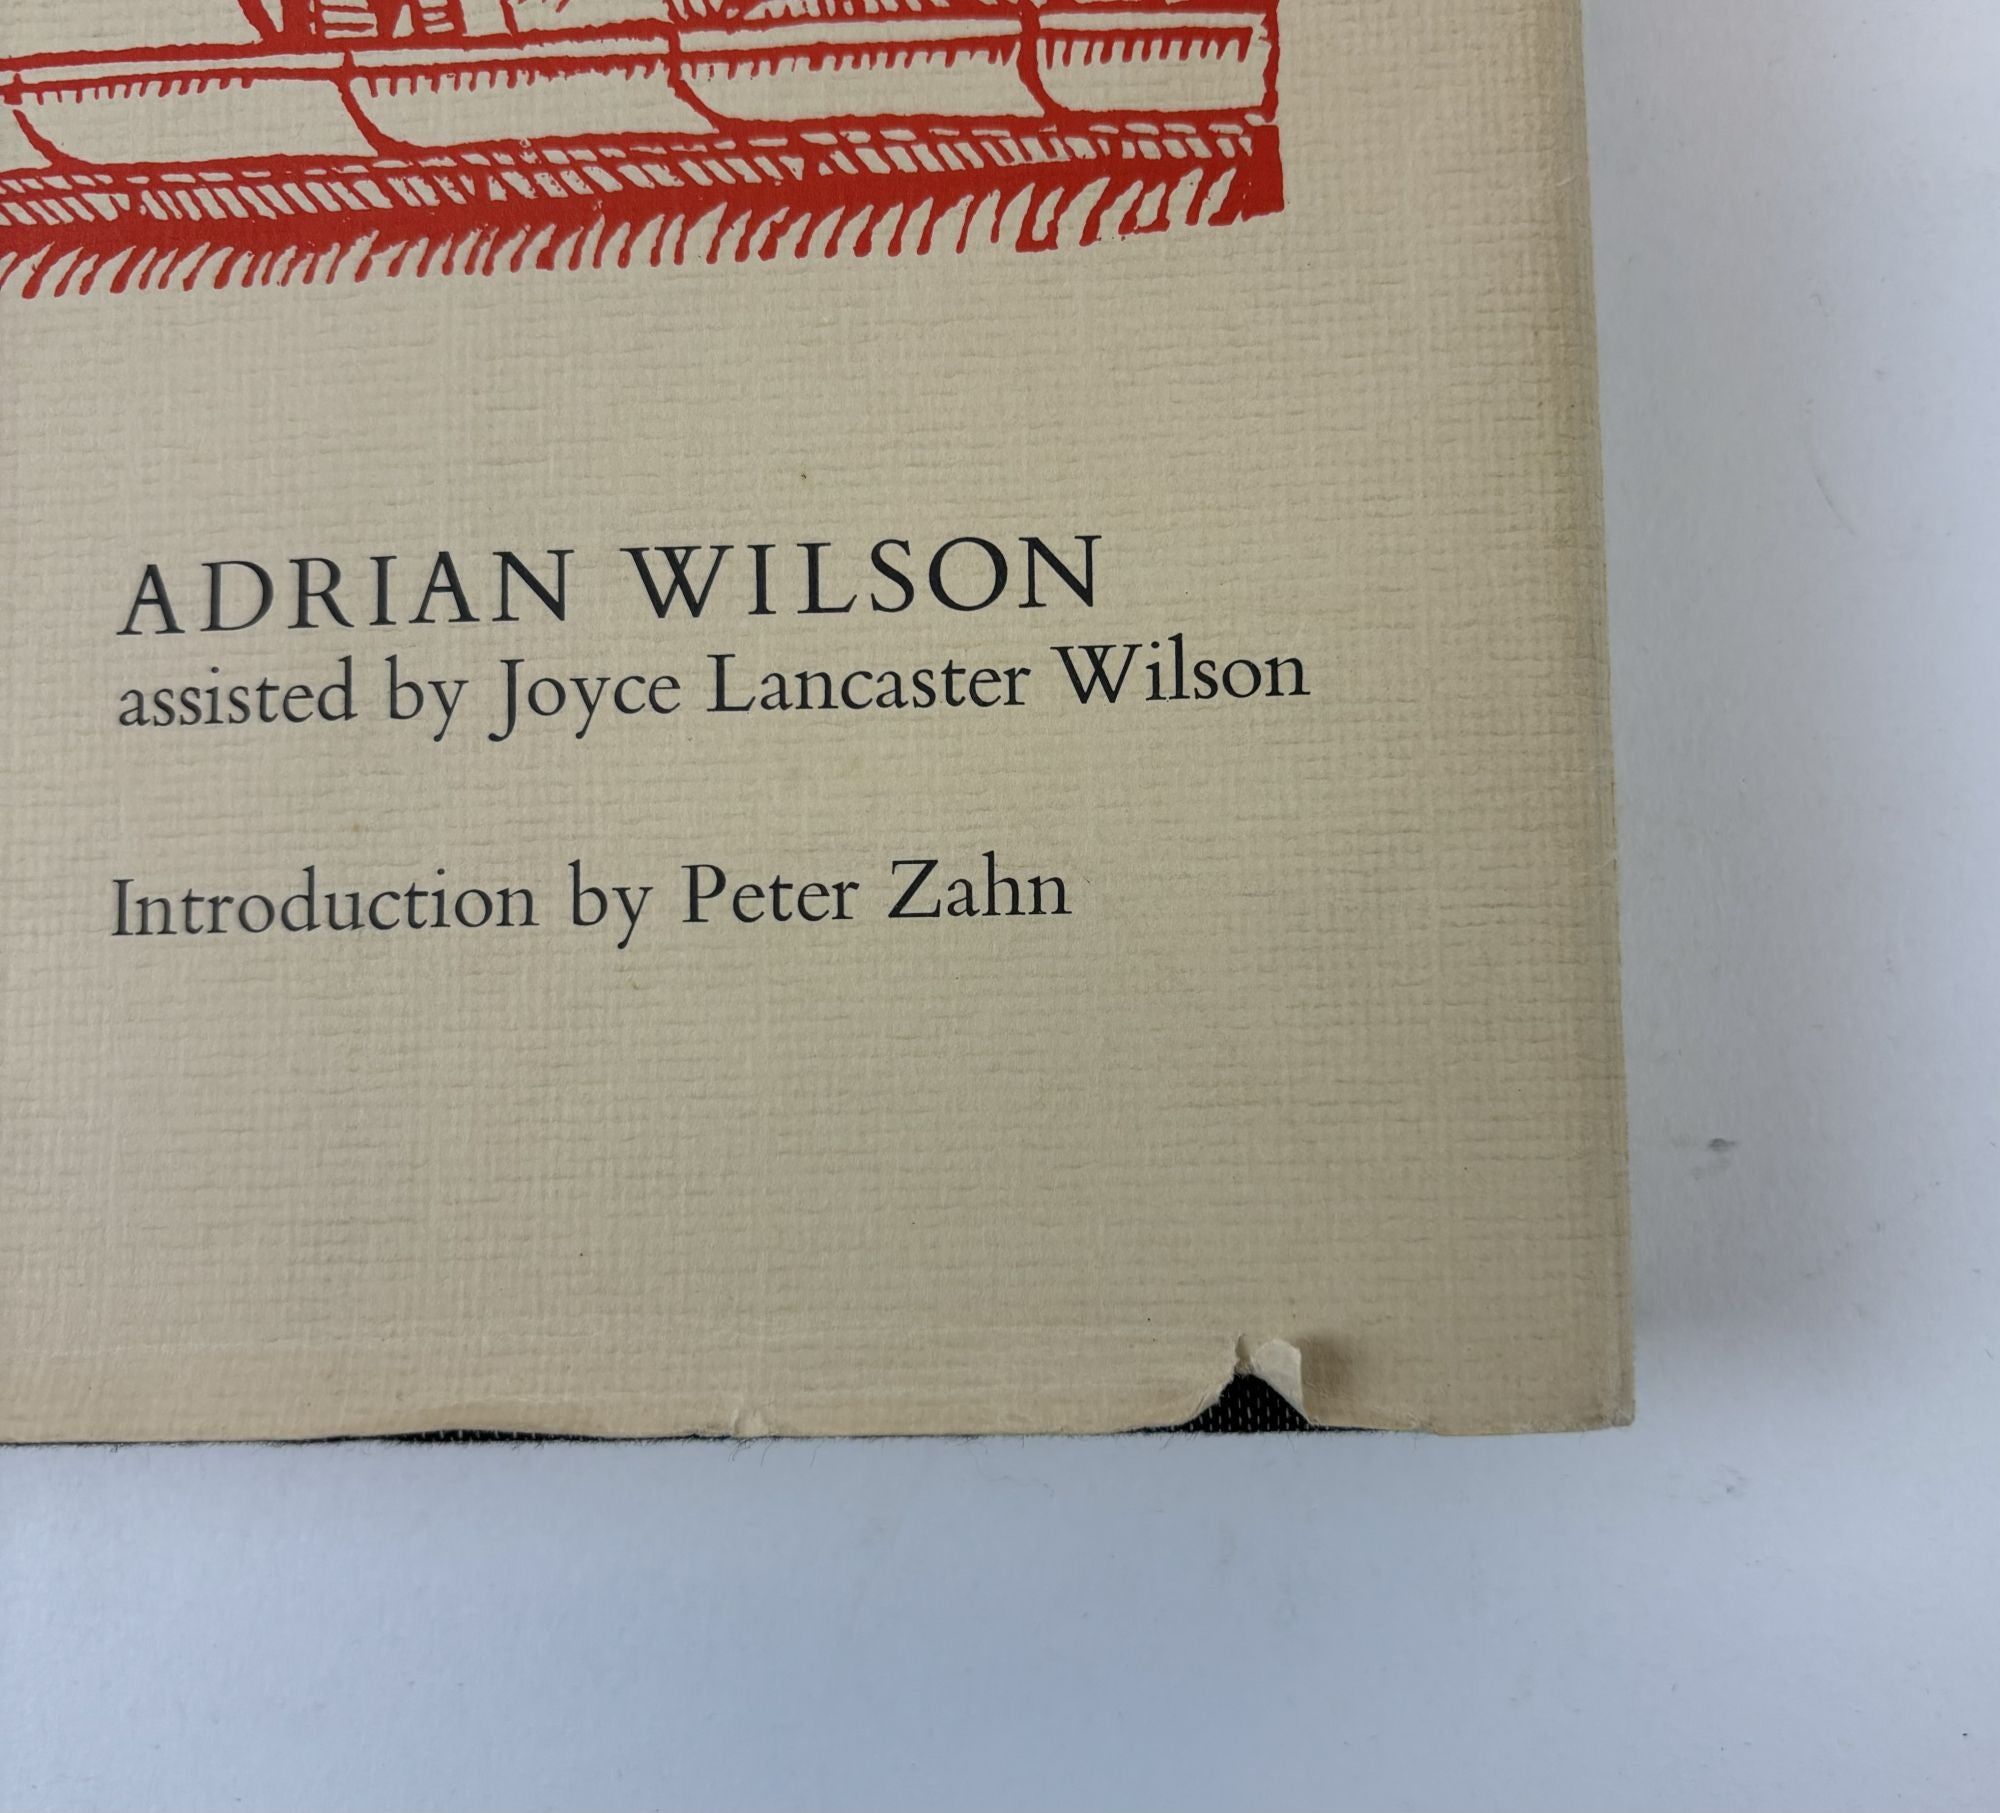 ADRIAN WILSON
assisted by Joyce Lancaster Wilson
Introduction by Peter Zahn